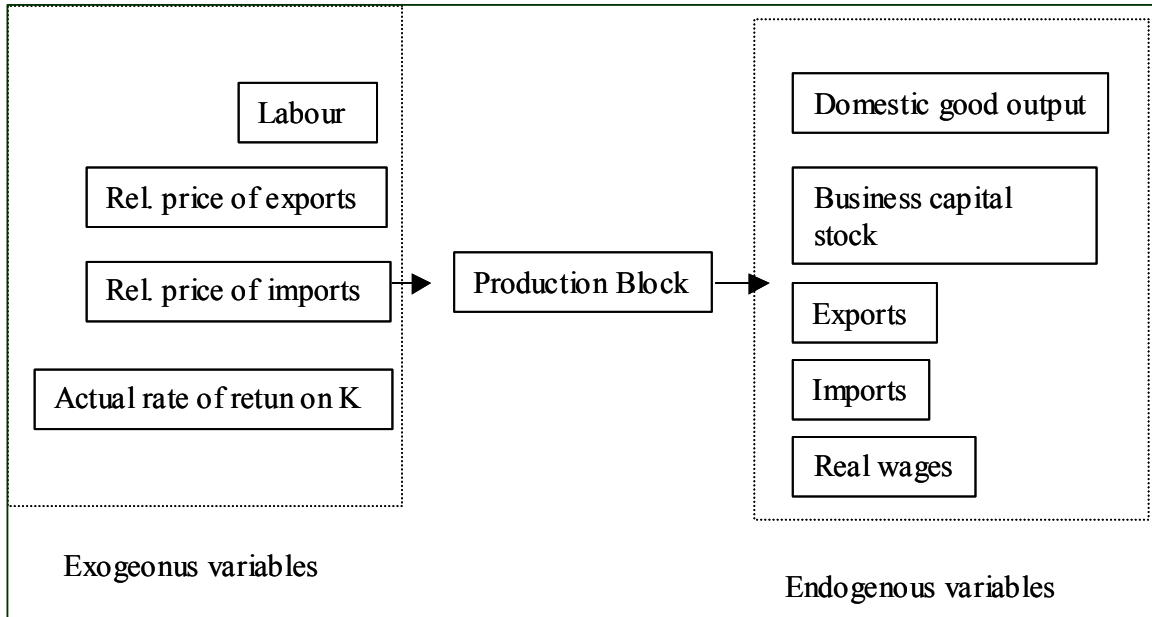 Labour
Rel. price of exports
Rel. price of imports
Actual rate of retun on K
Exogeonus variables
Production Block
Domestic good output
Business capital
stock
Exports
Imports
Real wages
Endogenous variables